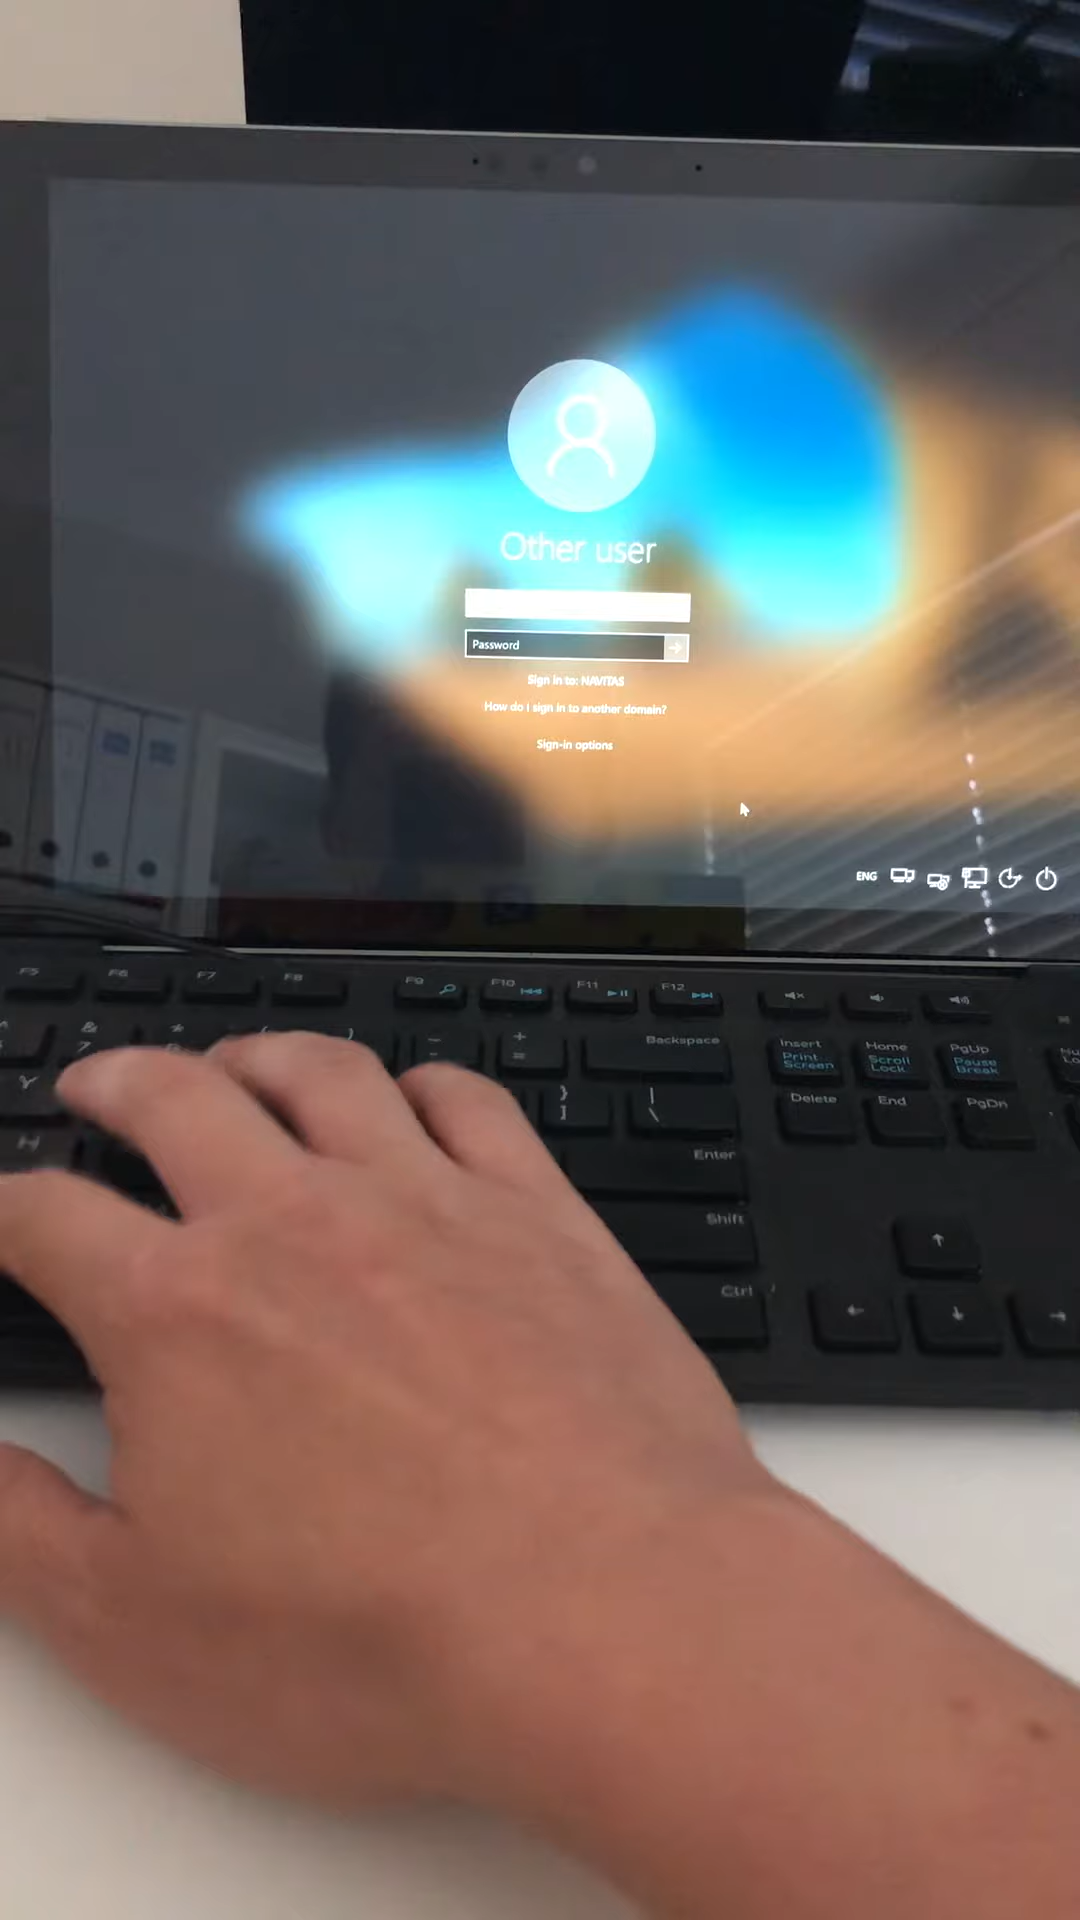 Other user
Password
Sign in to: NAVITAS
How do I sign in to another domain?
Sign-in options
ENG
F5 F6 F7 F8 F9 F10 F11 F12
& * ( ) - +
7 - =
Backspace
Insert Home PgUp
Print Screen Scroll Lock Pause Break
Y } |
] \
Delete End PgDn
H Enter
Shift
Ctrl